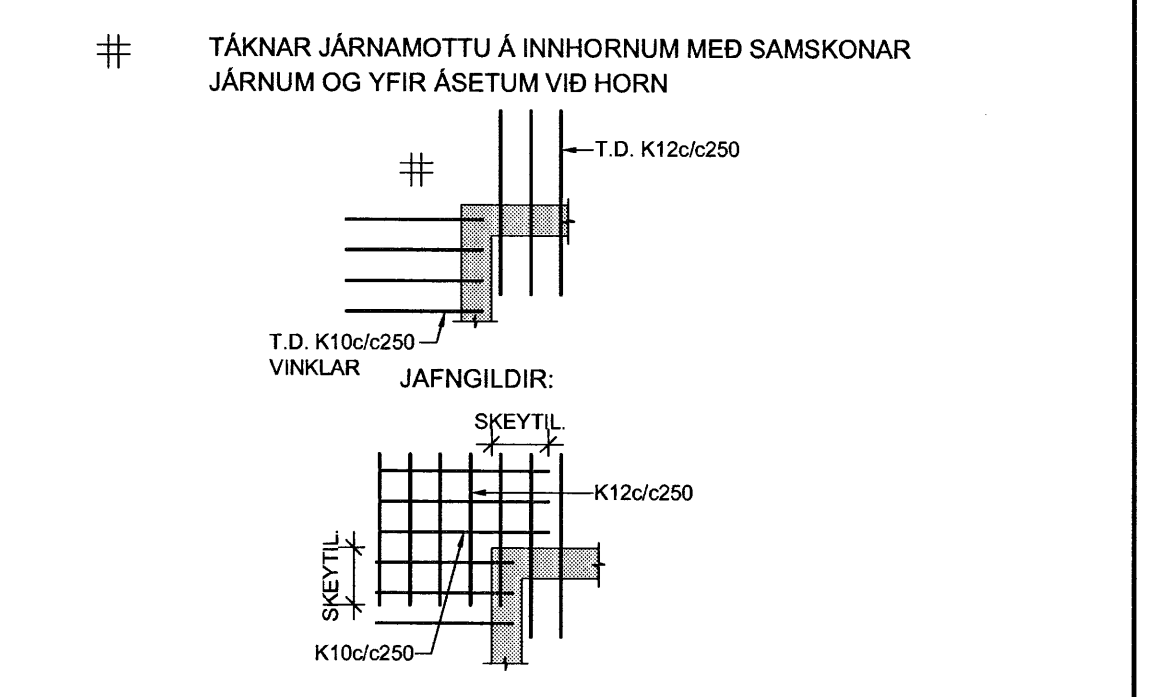 TÁKNAR JÁRNAMOTTU Á INNHORNUM MEÐ SAMSKONAR
JÁRNUM OG YFIR ÁSETUM VIÐ HORN
T.D. K12c/c250
T.D. K10c/c250
VINKLAR
JAFNGILDIR:
SKEYTIL.
K12c/c250
SKEYTIL.
K10c/c250